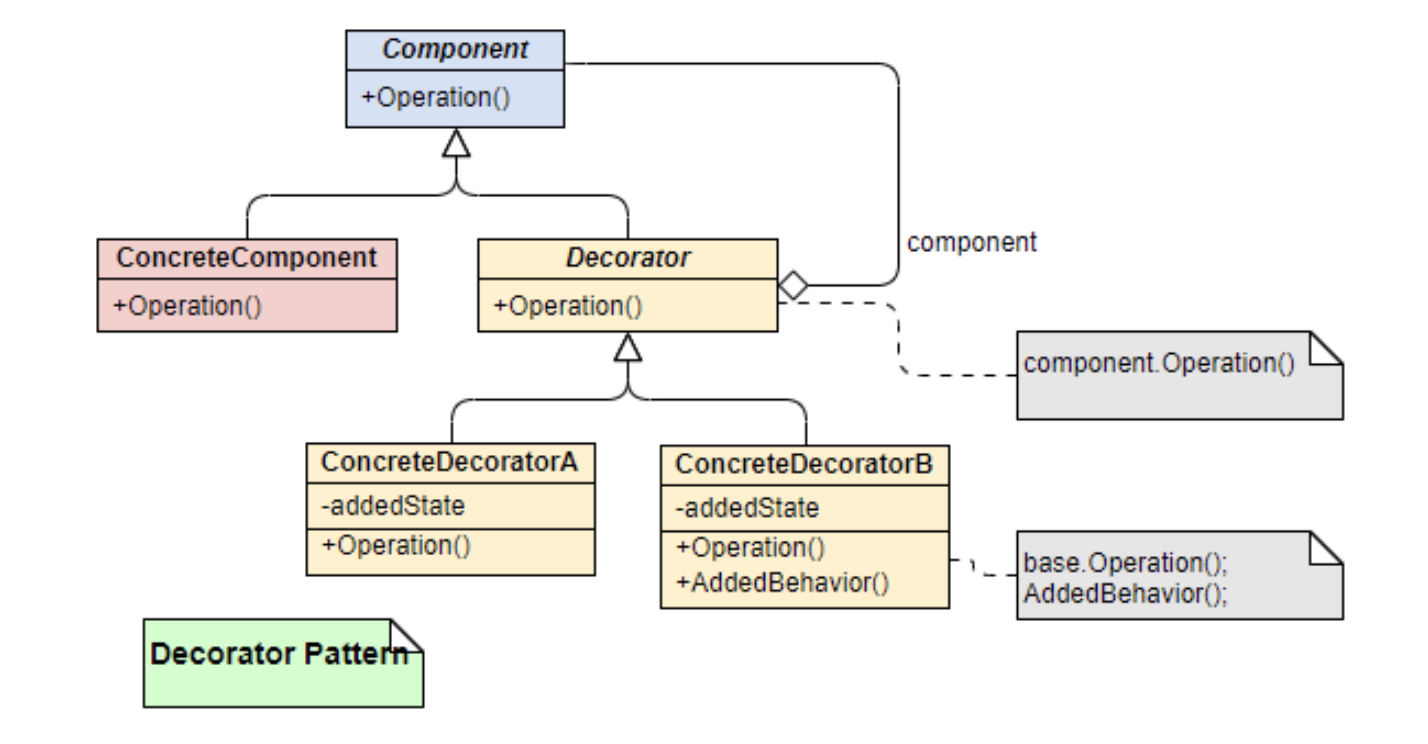 Component
+Operation()
component
ConcreteComponent
+Operation()
Decorator
+Operation()
component.Operation()
ConcreteDecoratorA
-addedState
+Operation()
ConcreteDecoratorB
-addedState
+Operation()
+AddedBehavior()
base.Operation();
AddedBehavior();
Decorator Pattern